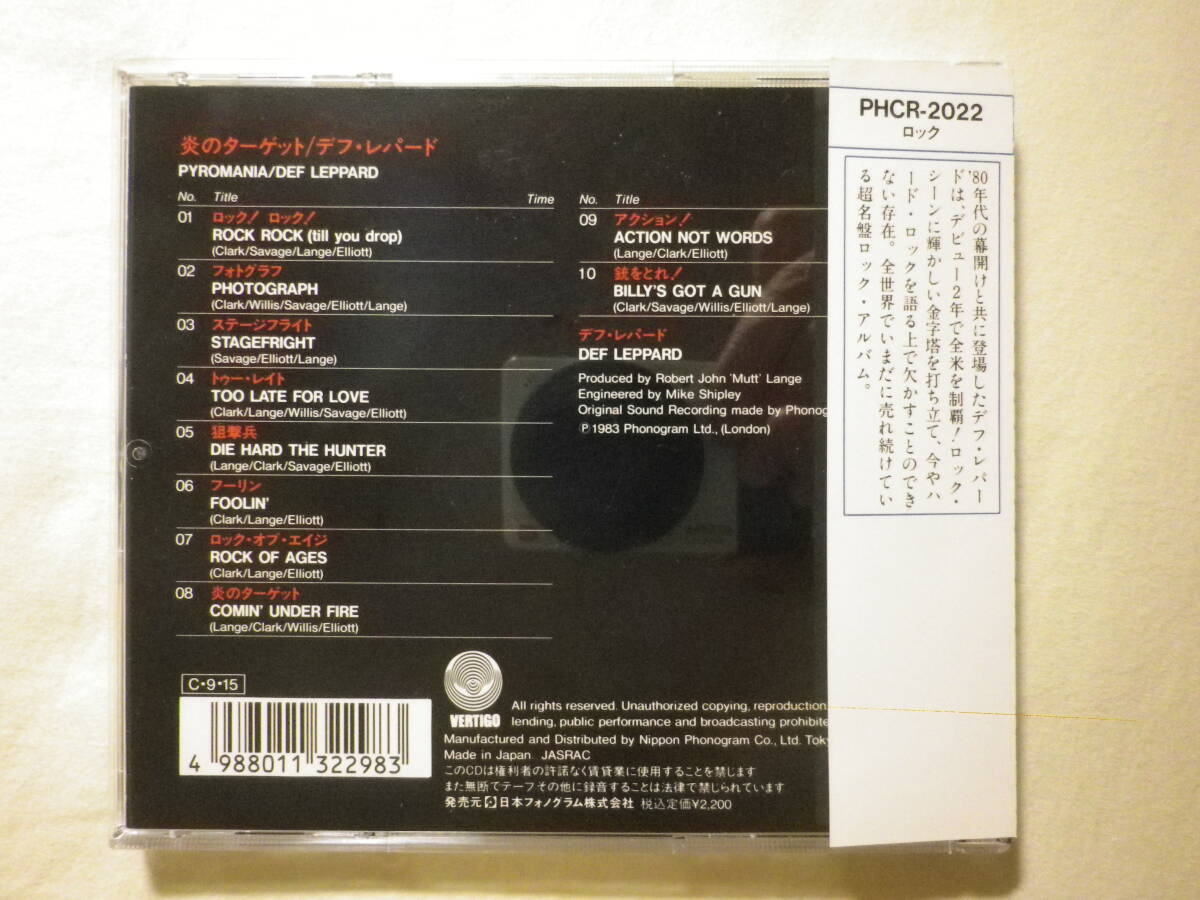 炎のターゲット/デフ・レパード
PYROMANIA/DEF LEPPARD
No. Title Time
01 ロック! ロック!
ROCK ROCK (till you drop)
(Clark/Savage/Lange/Elliott)
02 フォトグラフ
PHOTOGRAPH
(Clark/Willis/Savage/Elliott/Lange)
03 ステージフライト
STAGEFRIGHT
(Savage/Elliott/Lange)
04 トゥー・レイト
TOO LATE FOR LOVE
(Clark/Lange/Willis/Savage/Elliott)
05 狙撃兵
DIE HARD THE HUNTER
(Lange/Clark/Savage/Elliott)
06 フーリン
FOOLIN'
(Clark/Lange/Elliott)
07 ロック・オブ・エイジ
ROCK OF AGES
(Clark/Lange/Elliott)
08 炎のターゲット
COMIN' UNDER FIRE
(Lange/Clark/Willis/Elliott)
No. Title
09 アクション!
ACTION NOT WORDS
(Lange/Clark/Elliott)
10 銃をとれ!
BILLY'S GOT A GUN
(Clark/Savage/Willis/Elliott/Lange)
デフ・レパード
DEF LEPPARD
Produced by Robert John 'Mutt' Lange
Engineered by Mike Shipley
Original Sound Recording made by Phonog
℗1983 Phonogram Ltd., (London)
C・9・15
4 988011 322983
VERTIGO
All rights reserved. Unauthorized copying, reproduction,
lending, public performance and broadcasting prohibite
Manufactured and Distributed by Nippon Phonogram Co., Ltd. Toky
Made in Japan. JASRAC
このCDは権利者の許諾なく賃貸業に使用することを禁じます
また無断でテープその他に録音することは法律で禁じられています
発売元 日本フォノグラム株式会社 税込定価¥2,200
PHCR-2022
ロック
'80年代の幕開けと共に登場したデフ・レパー
ドは、デビュー2年で全米を制覇!ロック・
シーンに輝かしい金字塔を打ち立て、今やハ
ード・ロックを語る上で欠かすことのでき
ない存在。全世界でいまだに売れ続けてい
る超名盤ロック・アルバム。